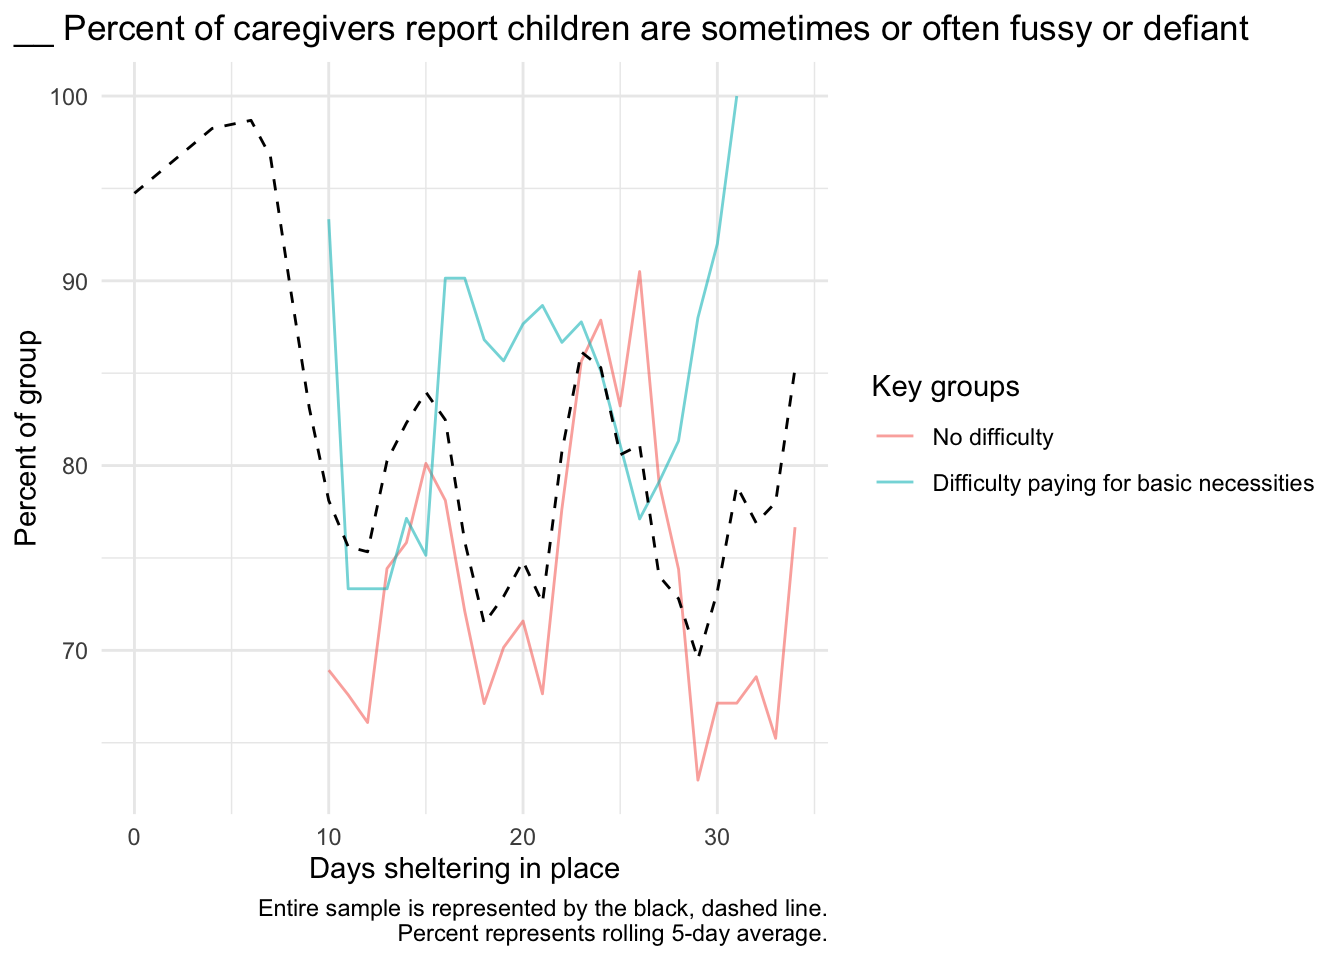 __ Percent of caregivers report children are sometimes or often fussy or defiant
100
90
80
70
Percent of group
0 10 20 30
Days sheltering in place
Key groups
No difficulty
Difficulty paying for basic necessities
Entire sample is represented by the black, dashed line.
Percent represents rolling 5-day average.